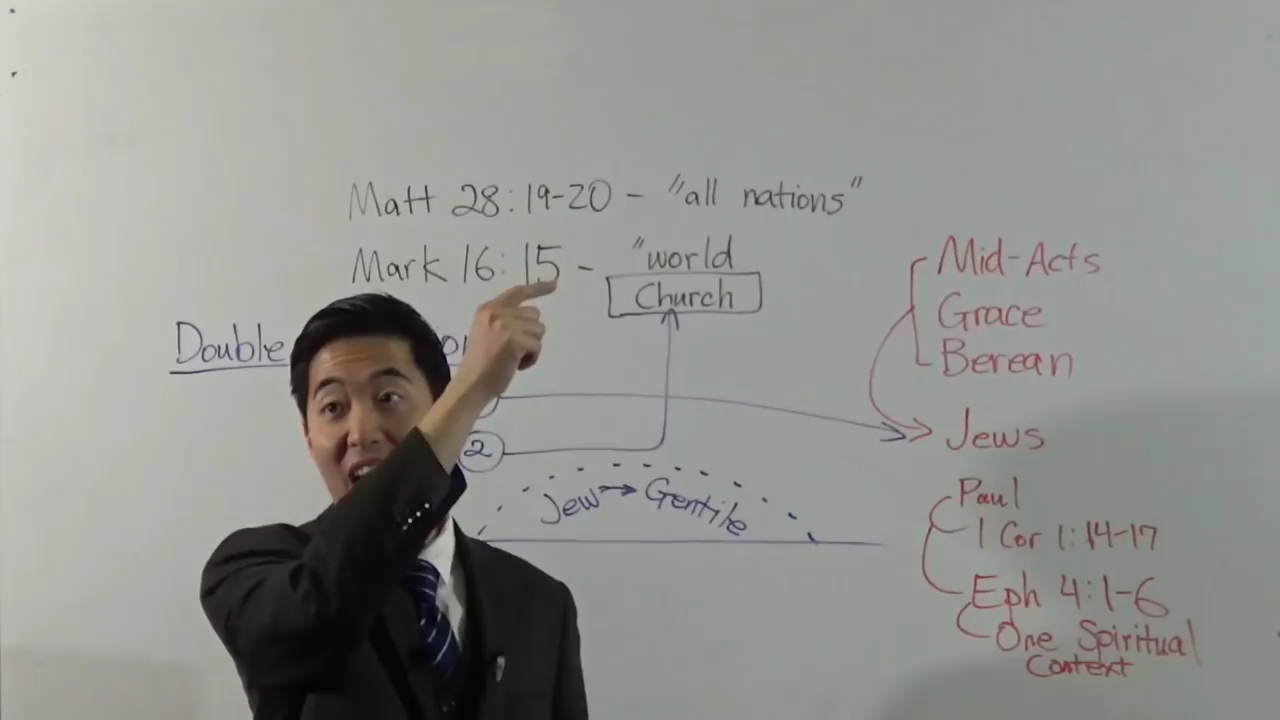 Matt 28:19-20 - "all nations"
Mark 16:15 - "world
Church
Double
2
Jew → Gentile
Mid-Acts
Grace
Berean
Jews
Paul
1 Cor 1:14-17
Eph 4:1-6
One Spiritual
Context